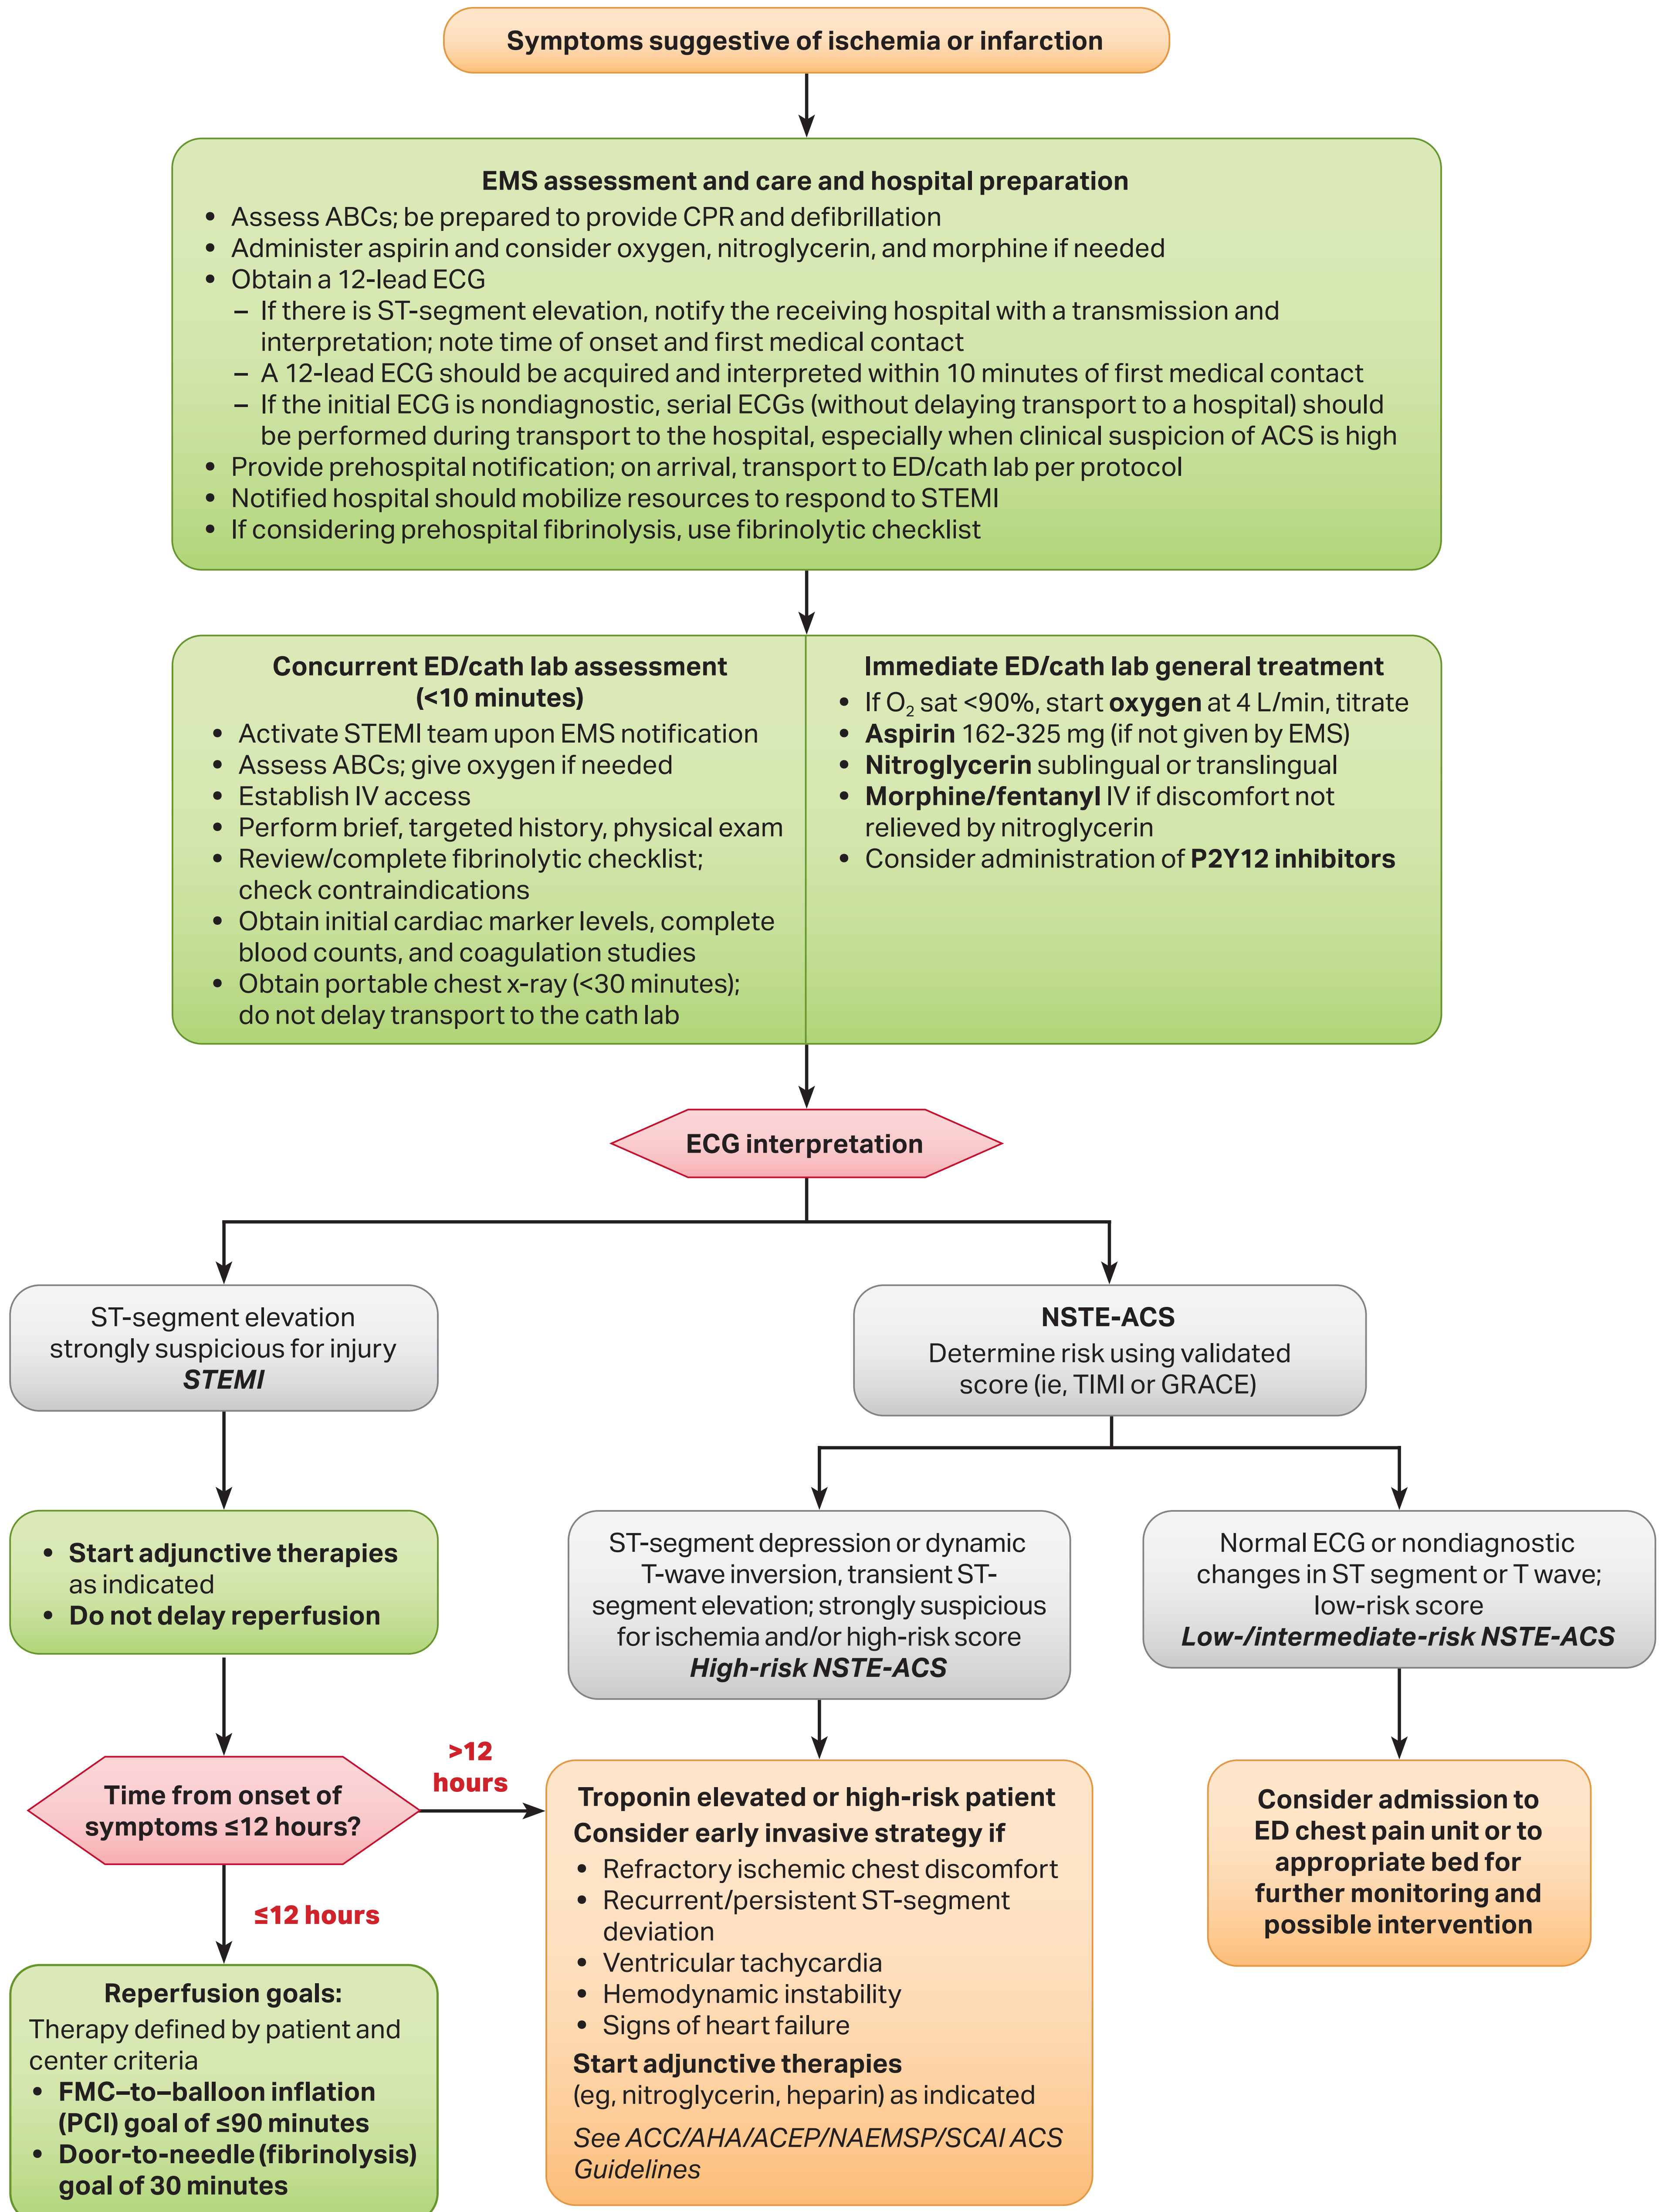 Symptoms suggestive of ischemia or infarction
EMS assessment and care and hospital preparation
• Assess ABCs; be prepared to provide CPR and defibrillation
• Administer aspirin and consider oxygen, nitroglycerin, and morphine if needed
• Obtain a 12-lead ECG
– If there is ST-segment elevation, notify the receiving hospital with a transmission and
interpretation; note time of onset and first medical contact
– A 12-lead ECG should be acquired and interpreted within 10 minutes of first medical contact
– If the initial ECG is nondiagnostic, serial ECGs (without delaying transport to a hospital) should
be performed during transport to the hospital, especially when clinical suspicion of ACS is high
• Provide prehospital notification; on arrival, transport to ED/cath lab per protocol
• Notified hospital should mobilize resources to respond to STEMI
• If considering prehospital fibrinolysis, use fibrinolytic checklist
Concurrent ED/cath lab assessment
(<10 minutes)
• Activate STEMI team upon EMS notification
• Assess ABCs; give oxygen if needed
• Establish IV access
• Perform brief, targeted history, physical exam
• Review/complete fibrinolytic checklist;
check contraindications
• Obtain initial cardiac marker levels, complete
blood counts, and coagulation studies
• Obtain portable chest x-ray (<30 minutes);
do not delay transport to the cath lab
Immediate ED/cath lab general treatment
• If O₂ sat <90%, start oxygen at 4 L/min, titrate
• Aspirin 162-325 mg (if not given by EMS)
• Nitroglycerin sublingual or translingual
• Morphine/fentanyl IV if discomfort not
relieved by nitroglycerin
• Consider administration of P2Y12 inhibitors
ECG interpretation
ST-segment elevation
strongly suspicious for injury
STEMI
NSTE-ACS
Determine risk using validated
score (ie, TIMI or GRACE)
• Start adjunctive therapies
as indicated
• Do not delay reperfusion
ST-segment depression or dynamic
T-wave inversion, transient ST-
segment elevation; strongly suspicious
for ischemia and/or high-risk score
High-risk NSTE-ACS
Normal ECG or nondiagnostic
changes in ST segment or T wave;
low-risk score
Low-/intermediate-risk NSTE-ACS
Time from onset of
symptoms ≤12 hours?
>12
hours
≤12 hours
Reperfusion goals:
Therapy defined by patient and
center criteria
• FMC–to–balloon inflation
(PCI) goal of ≤90 minutes
• Door-to-needle (fibrinolysis)
goal of 30 minutes
Troponin elevated or high-risk patient
Consider early invasive strategy if
• Refractory ischemic chest discomfort
• Recurrent/persistent ST-segment
deviation
• Ventricular tachycardia
• Hemodynamic instability
• Signs of heart failure
Start adjunctive therapies
(eg, nitroglycerin, heparin) as indicated
See ACC/AHA/ACEP/NAEMSP/SCAI ACS
Guidelines
Consider admission to
ED chest pain unit or to
appropriate bed for
further monitoring and
possible intervention